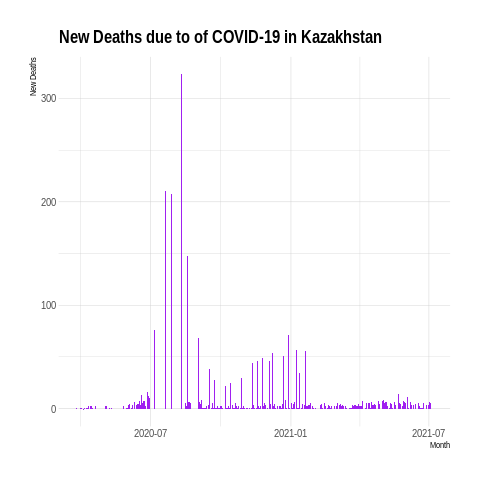 New Deaths due to of COVID-19 in Kazakhstan
New Deaths
300
200
100
0
2020-07
2021-01
2021-07
Month